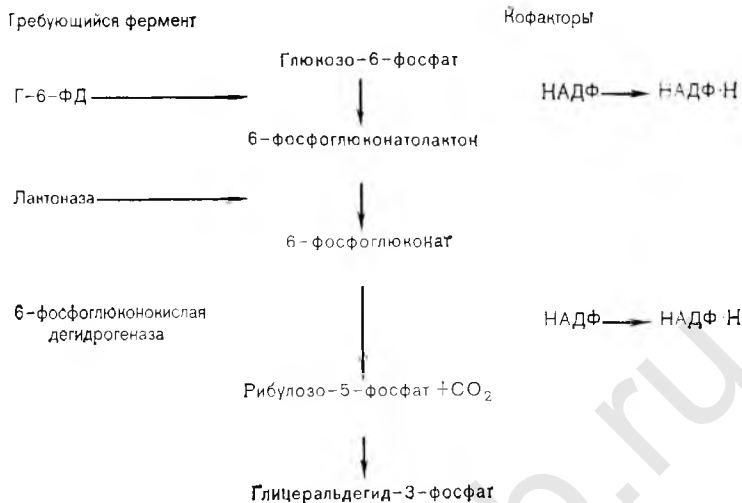 Требующийся фермент
Кофакторы
Глюкозо-6-фосфат
Г-6-ФД
НАДФ НАДФ·Н
6-фосфоглюконатолактон
Лактоназа
6-фосфоглюконат
6-фосфоглюконокислая
дегидрогеназа
НАДФ НАДФ·Н
Рибулозо-5-фосфат +CO₂
Глицеральдегид-3-фосфат